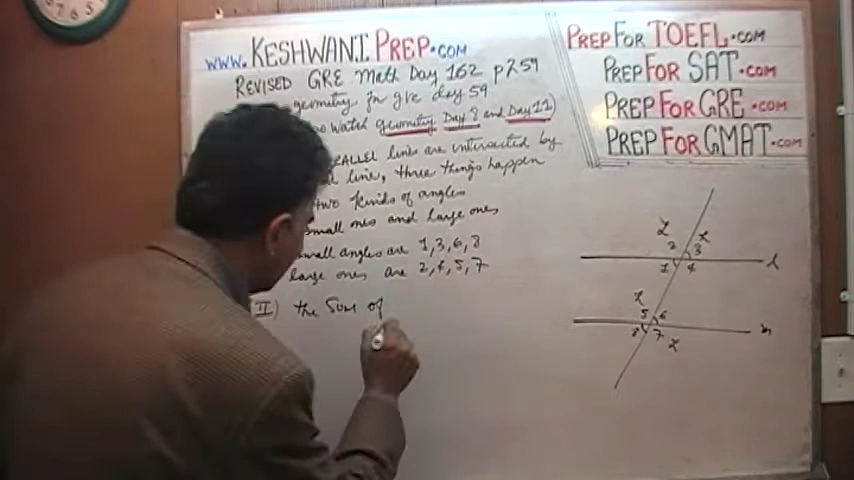 www.KESHWANIPREP.COM
REVISED GRE Math Day 162 p259
geometry for gre day 59
watch geometry Day 8 and Day 11)
PARALLEL lines are intersected by
line, three things happen
two kinds of angles
small ones and large ones
small angles are 1,3,6,8
large ones are 2,4,5,7
II) the Sum of
PREPFORTOEFL.COM
PREPFORSAT.COM
PREPFORGRE.COM
PREPFORGMAT.COM
2 3
1 4
5 6
8 7
m